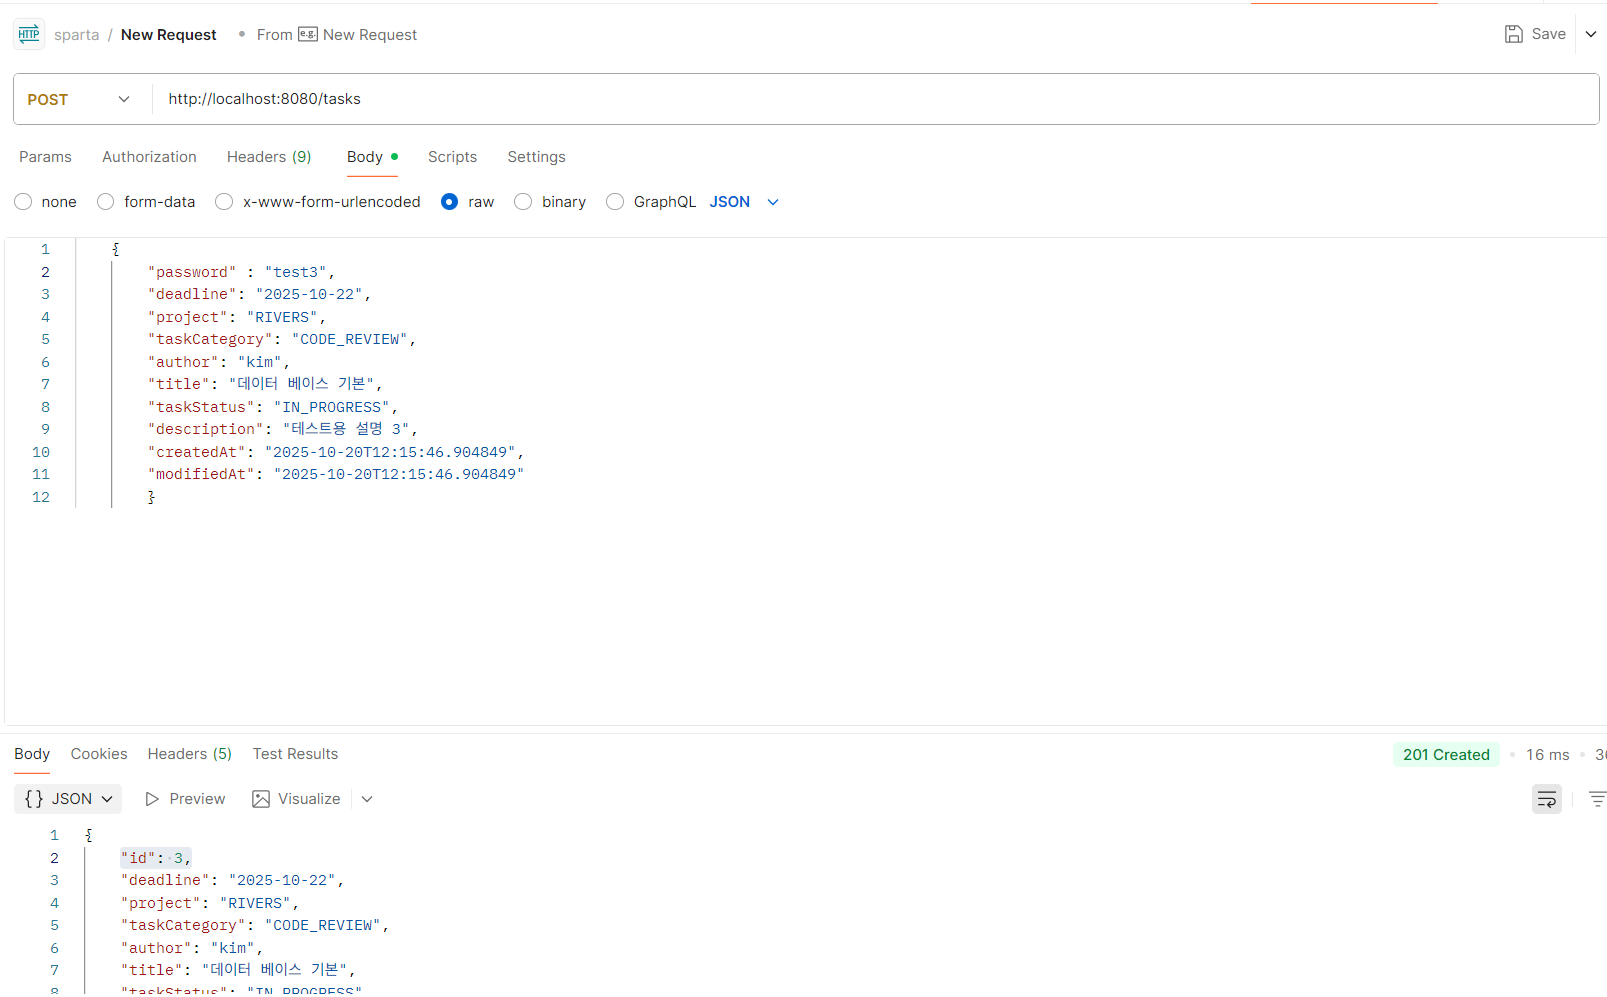 HTTP sparta / New Request • From e.g. New Request
Save
POST http://localhost:8080/tasks
Params Authorization Headers (9) Body Scripts Settings
none form-data x-www-form-urlencoded raw binary GraphQL JSON
1 {
2 "password" : "test3",
3 "deadline": "2025-10-22",
4 "project": "RIVERS",
5 "taskCategory": "CODE_REVIEW",
6 "author": "kim",
7 "title": "데이터 베이스 기본",
8 "taskStatus": "IN_PROGRESS",
9 "description": "테스트용 설명 3",
10 "createdAt": "2025-10-20T12:15:46.904849",
11 "modifiedAt": "2025-10-20T12:15:46.904849"
12 }
Body Cookies Headers (5) Test Results
201 Created • 16 ms •
{} JSON Preview Visualize
1 {
2 "id": 3,
3 "deadline": "2025-10-22",
4 "project": "RIVERS",
5 "taskCategory": "CODE_REVIEW",
6 "author": "kim",
7 "title": "데이터 베이스 기본",
8 "taskStatus": "IN_PROGRESS"